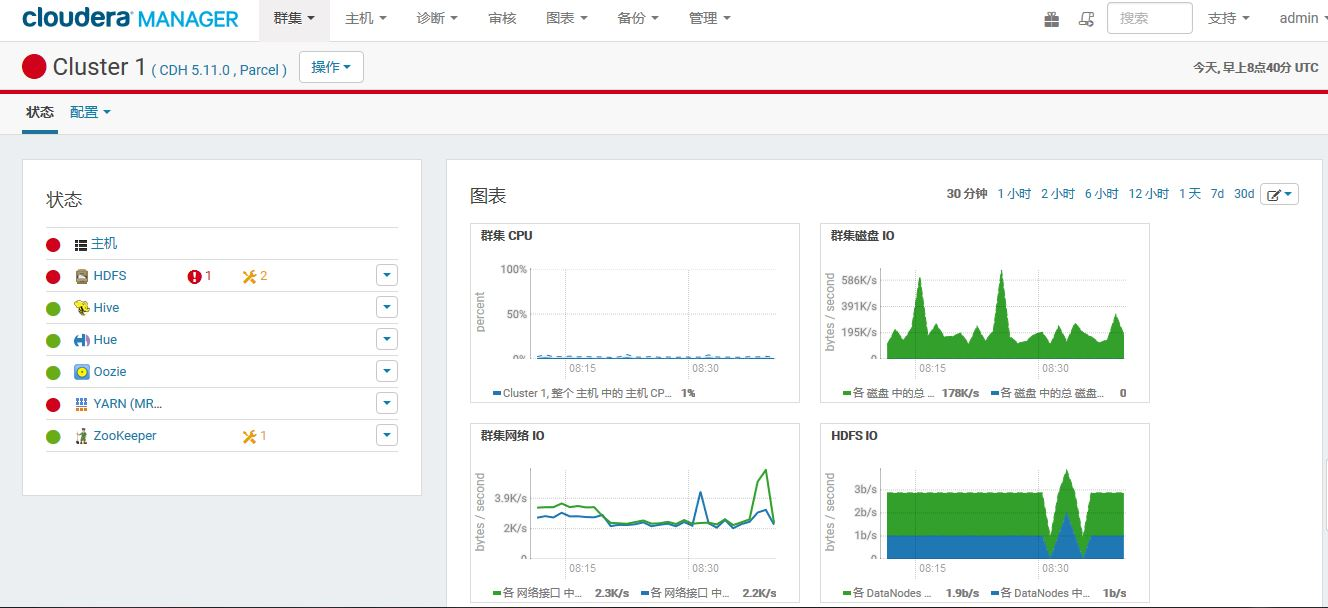 cloudera MANAGER 群集 主机 诊断 审核 图表 备份 管理 搜索 支持 admin
Cluster 1 ( CDH 5.11.0 , Parcel ) 操作 今天, 早上8点40分 UTC
状态 配置
状态
主机
HDFS 1 2
Hive
Hue
Oozie
YARN (MR...
ZooKeeper 1
图表 30 分钟 1 小时 2 小时 6 小时 12 小时 1 天 7d 30d
群集 CPU
percent
100%
50%
0%
08:15 08:30
Cluster 1, 整个 主机 中的 主机 CP... 1%
群集磁盘 IO
bytes / second
586K/s
391K/s
195K/s
0
08:15 08:30
各 磁盘 中的总 ... 178K/s 各 磁盘 中的总 磁盘... 0
群集网络 IO
bytes / second
3.9K/s
2K/s
0
08:15 08:30
各 网络接口 中... 2.3K/s 各 网络接口 中... 2.2K/s
HDFS IO
bytes / second
3b/s
2b/s
1b/s
0
08:15 08:30
各 DataNodes ... 1.9b/s 各 DataNodes 中... 1b/s